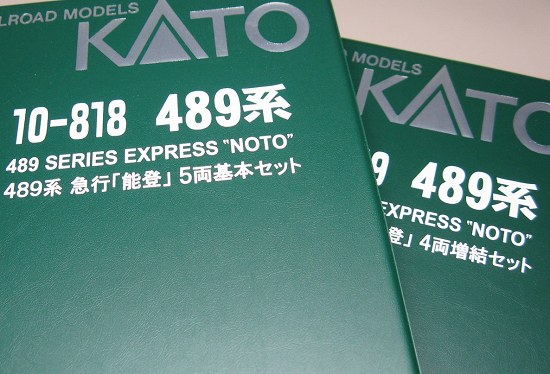 LROAD MODELS
KATO
10-818 489系
489 SERIES EXPRESS "NOTO"
489系 急行「能登」 5両基本セット
MODELS
KATO
9 489系
EXPRESS "NOTO"
登」 4両増結セット